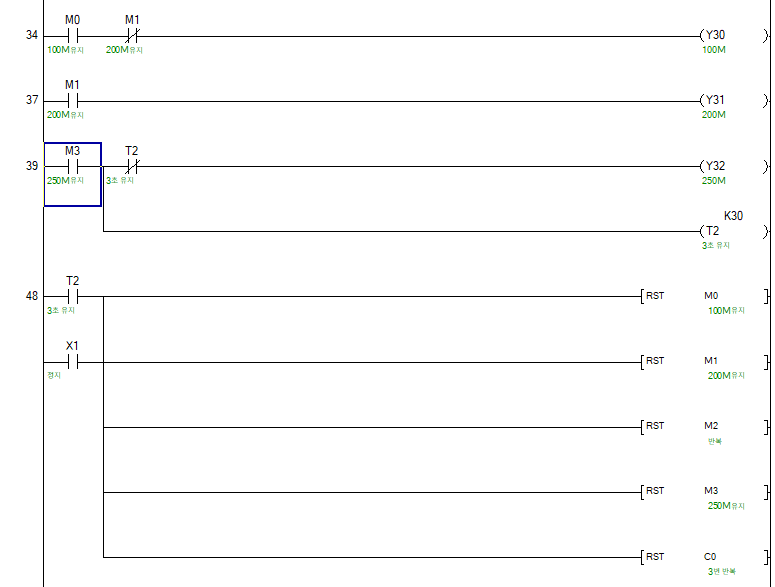 M0 M1
34 Y30
100M유지 200M유지 100M
M1
37 Y31
200M유지 200M
M3 T2
39 Y32
250M유지 3초 유지 250M
K30
T2
3초 유지
T2
48 RST M0
3초 유지 100M유지
X1
RST M1
정지 200M유지
RST M2
반복
RST M3
250M유지
RST C0
3번 반복